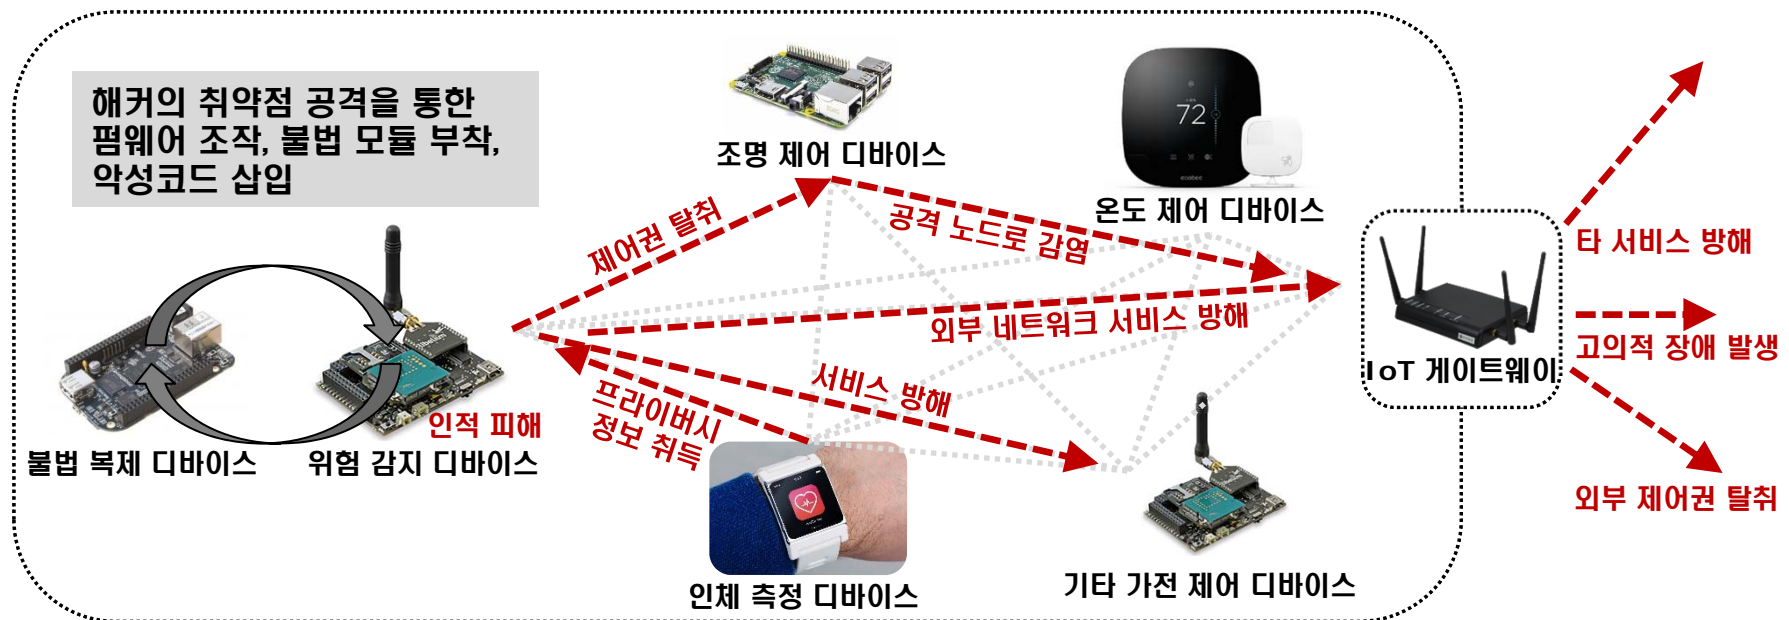 해커의 취약점 공격을 통한
펌웨어 조작, 불법 모듈 부착,
악성코드 삽입
조명 제어 디바이스
72
ecobee
온도 제어 디바이스
제어권 탈취
공격 노드로 감염
타 서비스 방해
외부 네트워크 서비스 방해
고의적 장애 발생
IoT 게이트웨이
서비스 방해
프라이버시
정보 취득
인적 피해
불법 복제 디바이스
위험 감지 디바이스
외부 제어권 탈취
인체 측정 디바이스
기타 가전 제어 디바이스